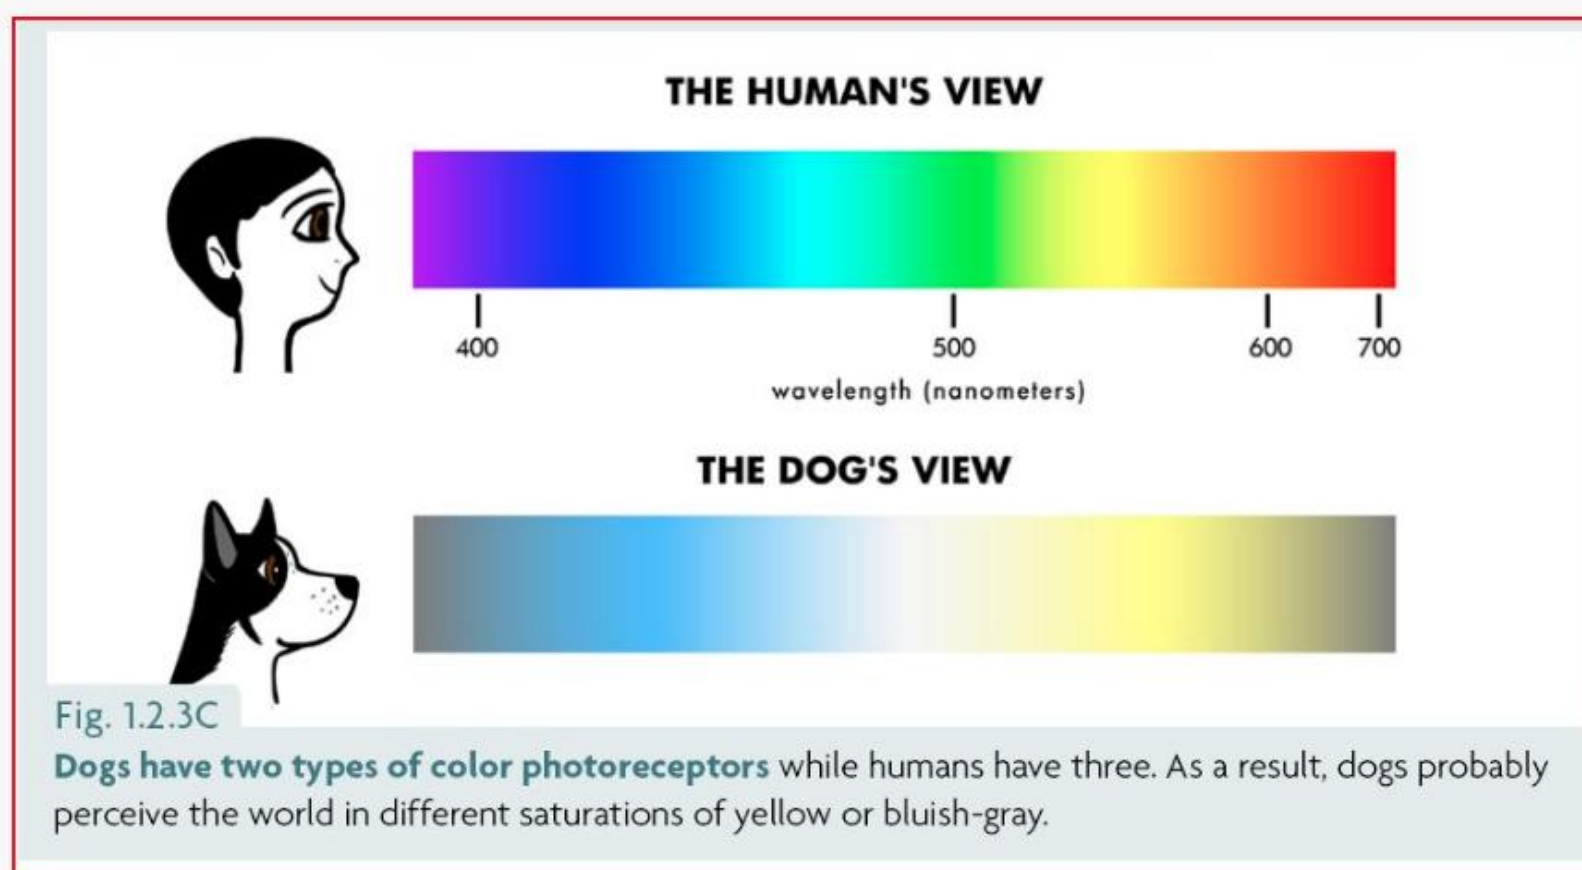 THE HUMAN'S VIEW
400 500 600 700
wavelength (nanometers)
THE DOG'S VIEW
Fig. 1.2.3C
Dogs have two types of color photoreceptors while humans have three. As a result, dogs probably
perceive the world in different saturations of yellow or bluish-gray.